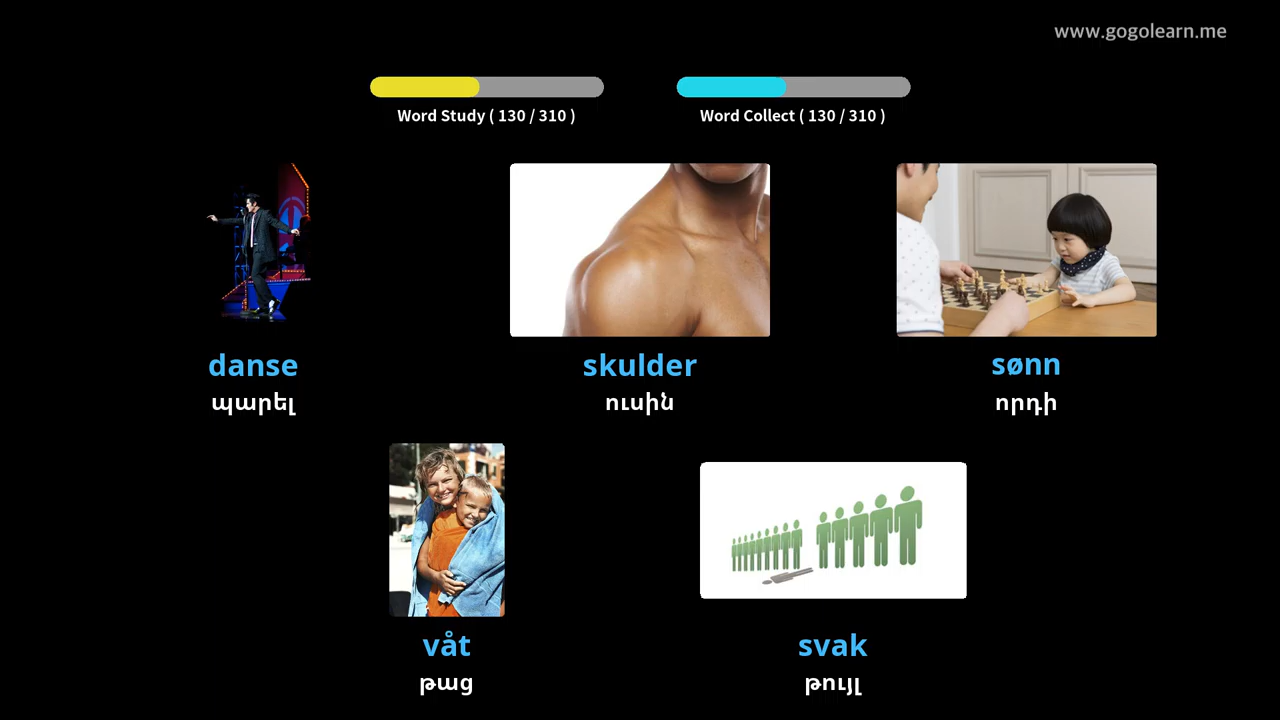 www.gogolearn.me
Word Study ( 130 / 310 )
Word Collect ( 130 / 310 )
danse
պարել
skulder
ուսին
sønn
որդի
våt
թաց
svak
թույլ